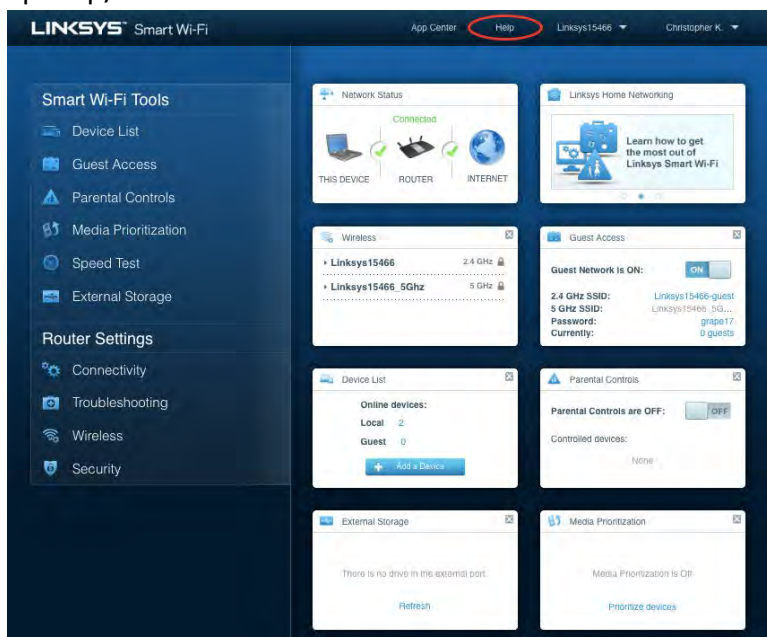 LINKSYS™ Smart Wi-Fi
App Center
Help
Linksys15466
Christopher K.
Smart Wi-Fi Tools
Device List
Guest Access
Parental Controls
Media Prioritization
Speed Test
External Storage
Router Settings
Connectivity
Troubleshooting
Wireless
Security
Network Status
Connected
THIS DEVICE
ROUTER
INTERNET
Linksys Home Networking
Learn how to get
the most out of
Linksys Smart Wi-Fi
Wireless
Linksys15466 2.4 GHz
Linksys15466_5Ghz 5 GHz
Guest Access
Guest Network is ON: ON
2.4 GHz SSID: Linksys15466-guest
5 GHz SSID: Linksys15466_5G...
Password: grape17
Currently: 0 guests
Device List
Online devices:
Local 2
Guest 0
Add a Device
Parental Controls
Parental Controls are OFF: OFF
Controlled devices:
None
External Storage
There is no drive in the external port.
Refresh
Media Prioritization
Media Prioritization is Off
Prioritize devices